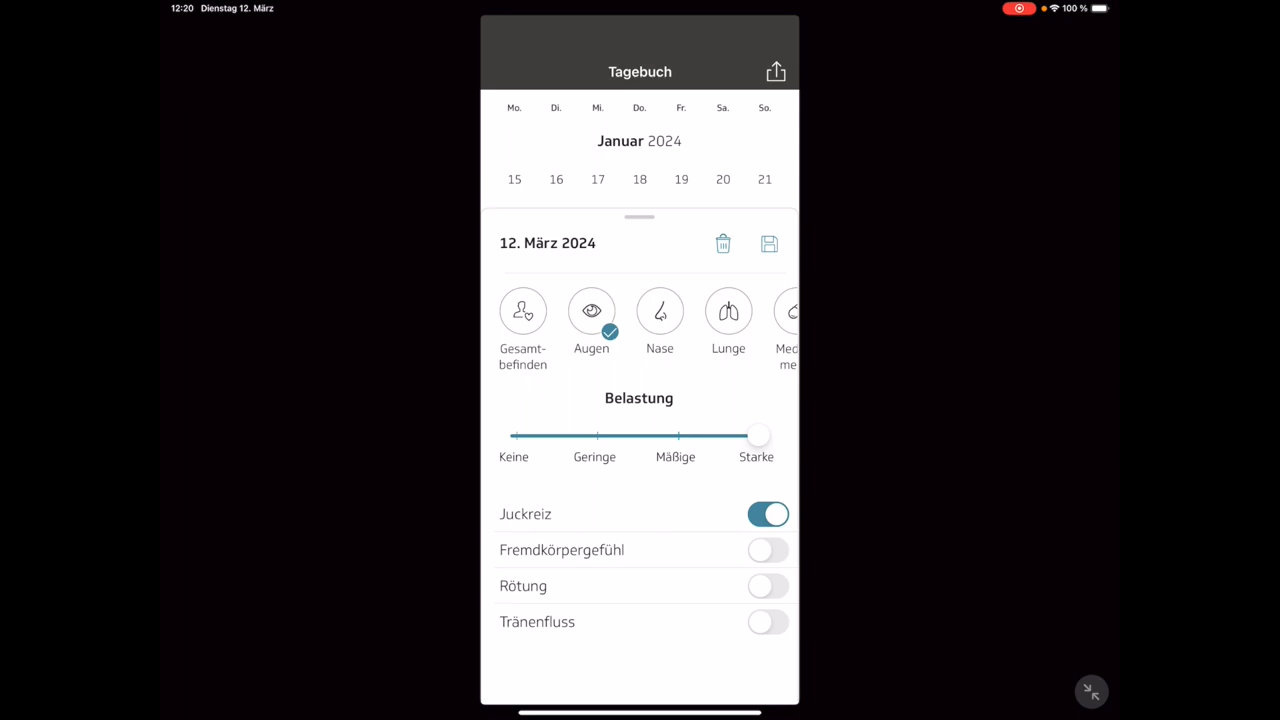 12:20 Dienstag 12. März
100 %
Tagebuch
Mo. Di. Mi. Do. Fr. Sa. So.
Januar 2024
15 16 17 18 19 20 21
12. März 2024
Gesamt-
befinden
Augen
Nase
Lunge
Med
me
Belastung
Keine Geringe Mäßige Starke
Juckreiz
Fremdkörpergefühl
Rötung
Tränenfluss